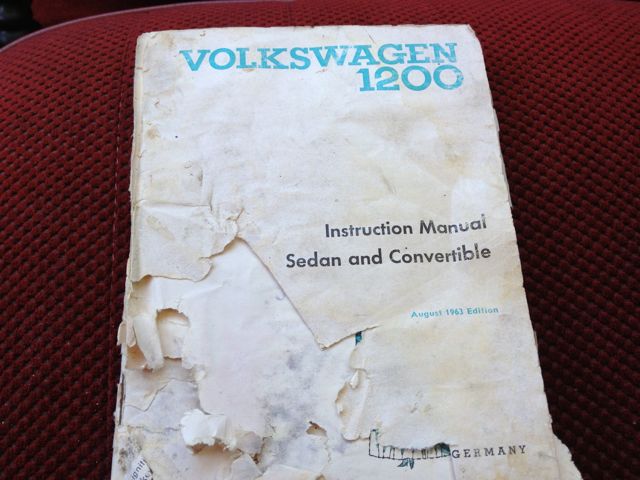 VOLKSWAGEN
1200
Instruction Manual
Sedan and Convertible
August 1963 Edition
GERMANY